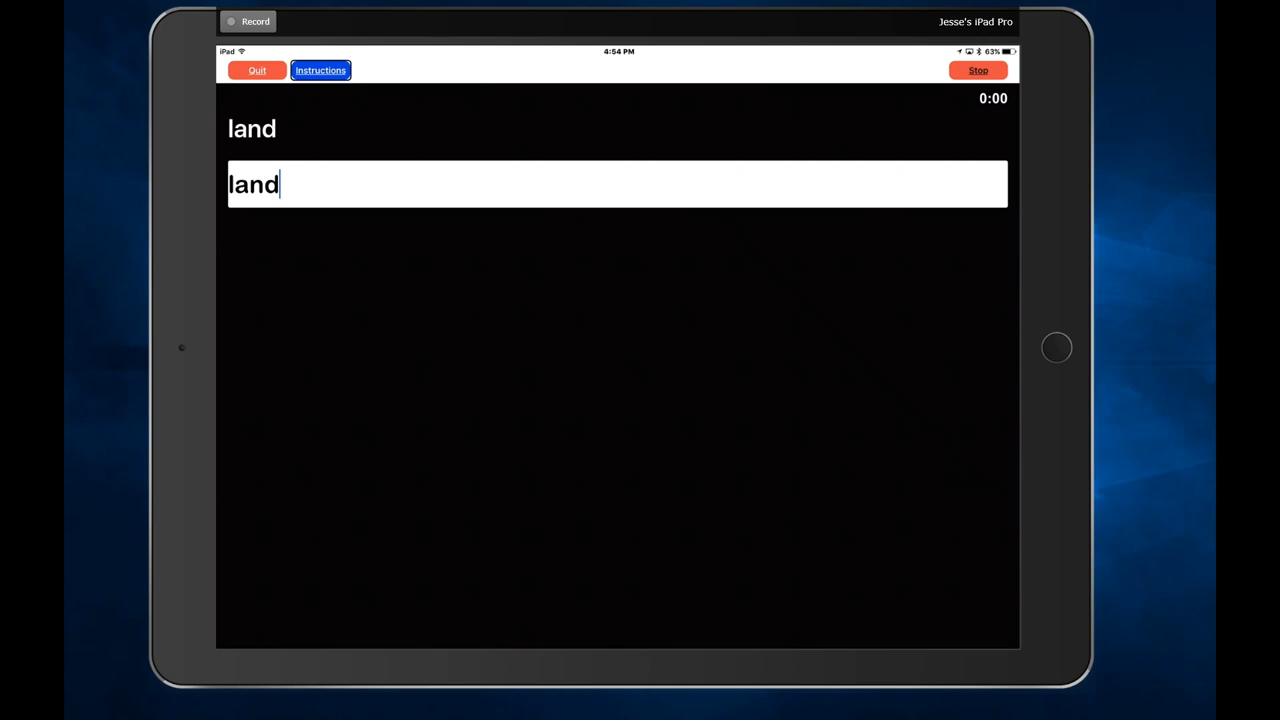 Record
Jesse's iPad Pro
iPad 4:54 PM 63%
Quit Instructions Stop
0:00
land
land